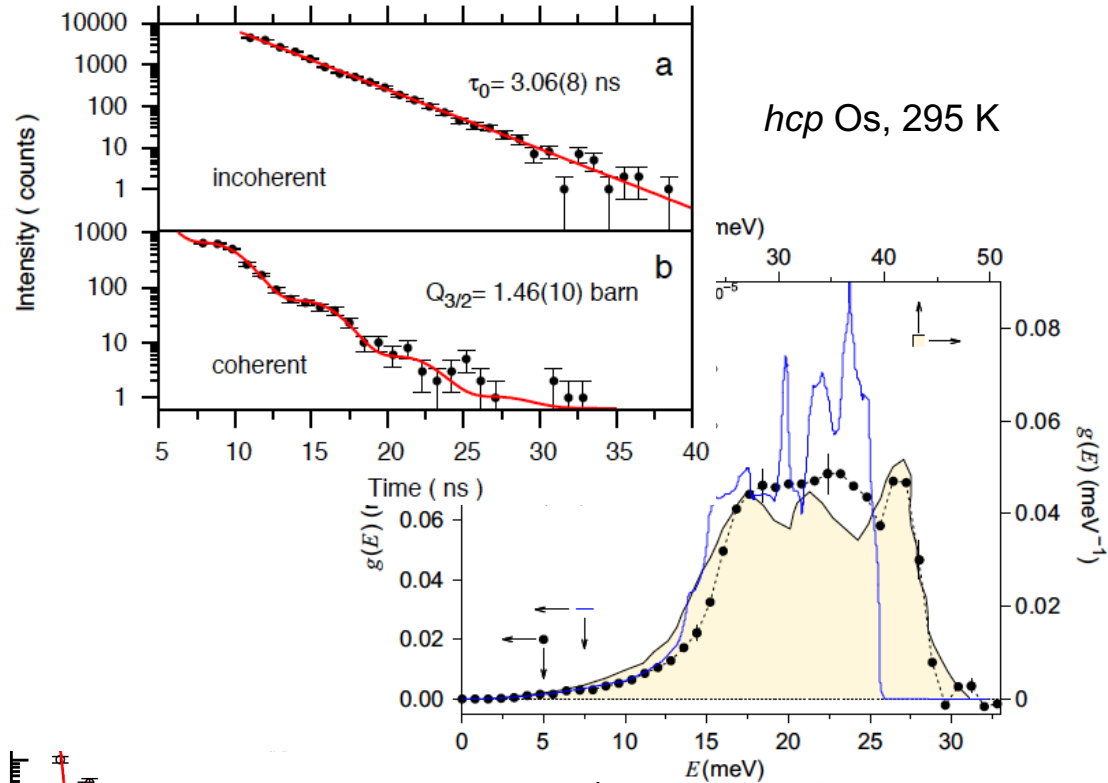 10000
1000
100
10
1
a
τ₀= 3.06(8) ns
incoherent
hcp Os, 295 K
Intensity ( counts )
1000
100
10
1
b
Q₃/₂= 1.46(10) barn
coherent
5 10 15 20 25 30 35 40
Time ( ns )
meV)
30 40 50
0⁻⁵
0.08
0.06
0.04
0.02
0
g(E) (meV⁻¹)
g(E) (
0.06
0.04
0.02
0.00
0 5 10 15 20 25 30
E(meV)